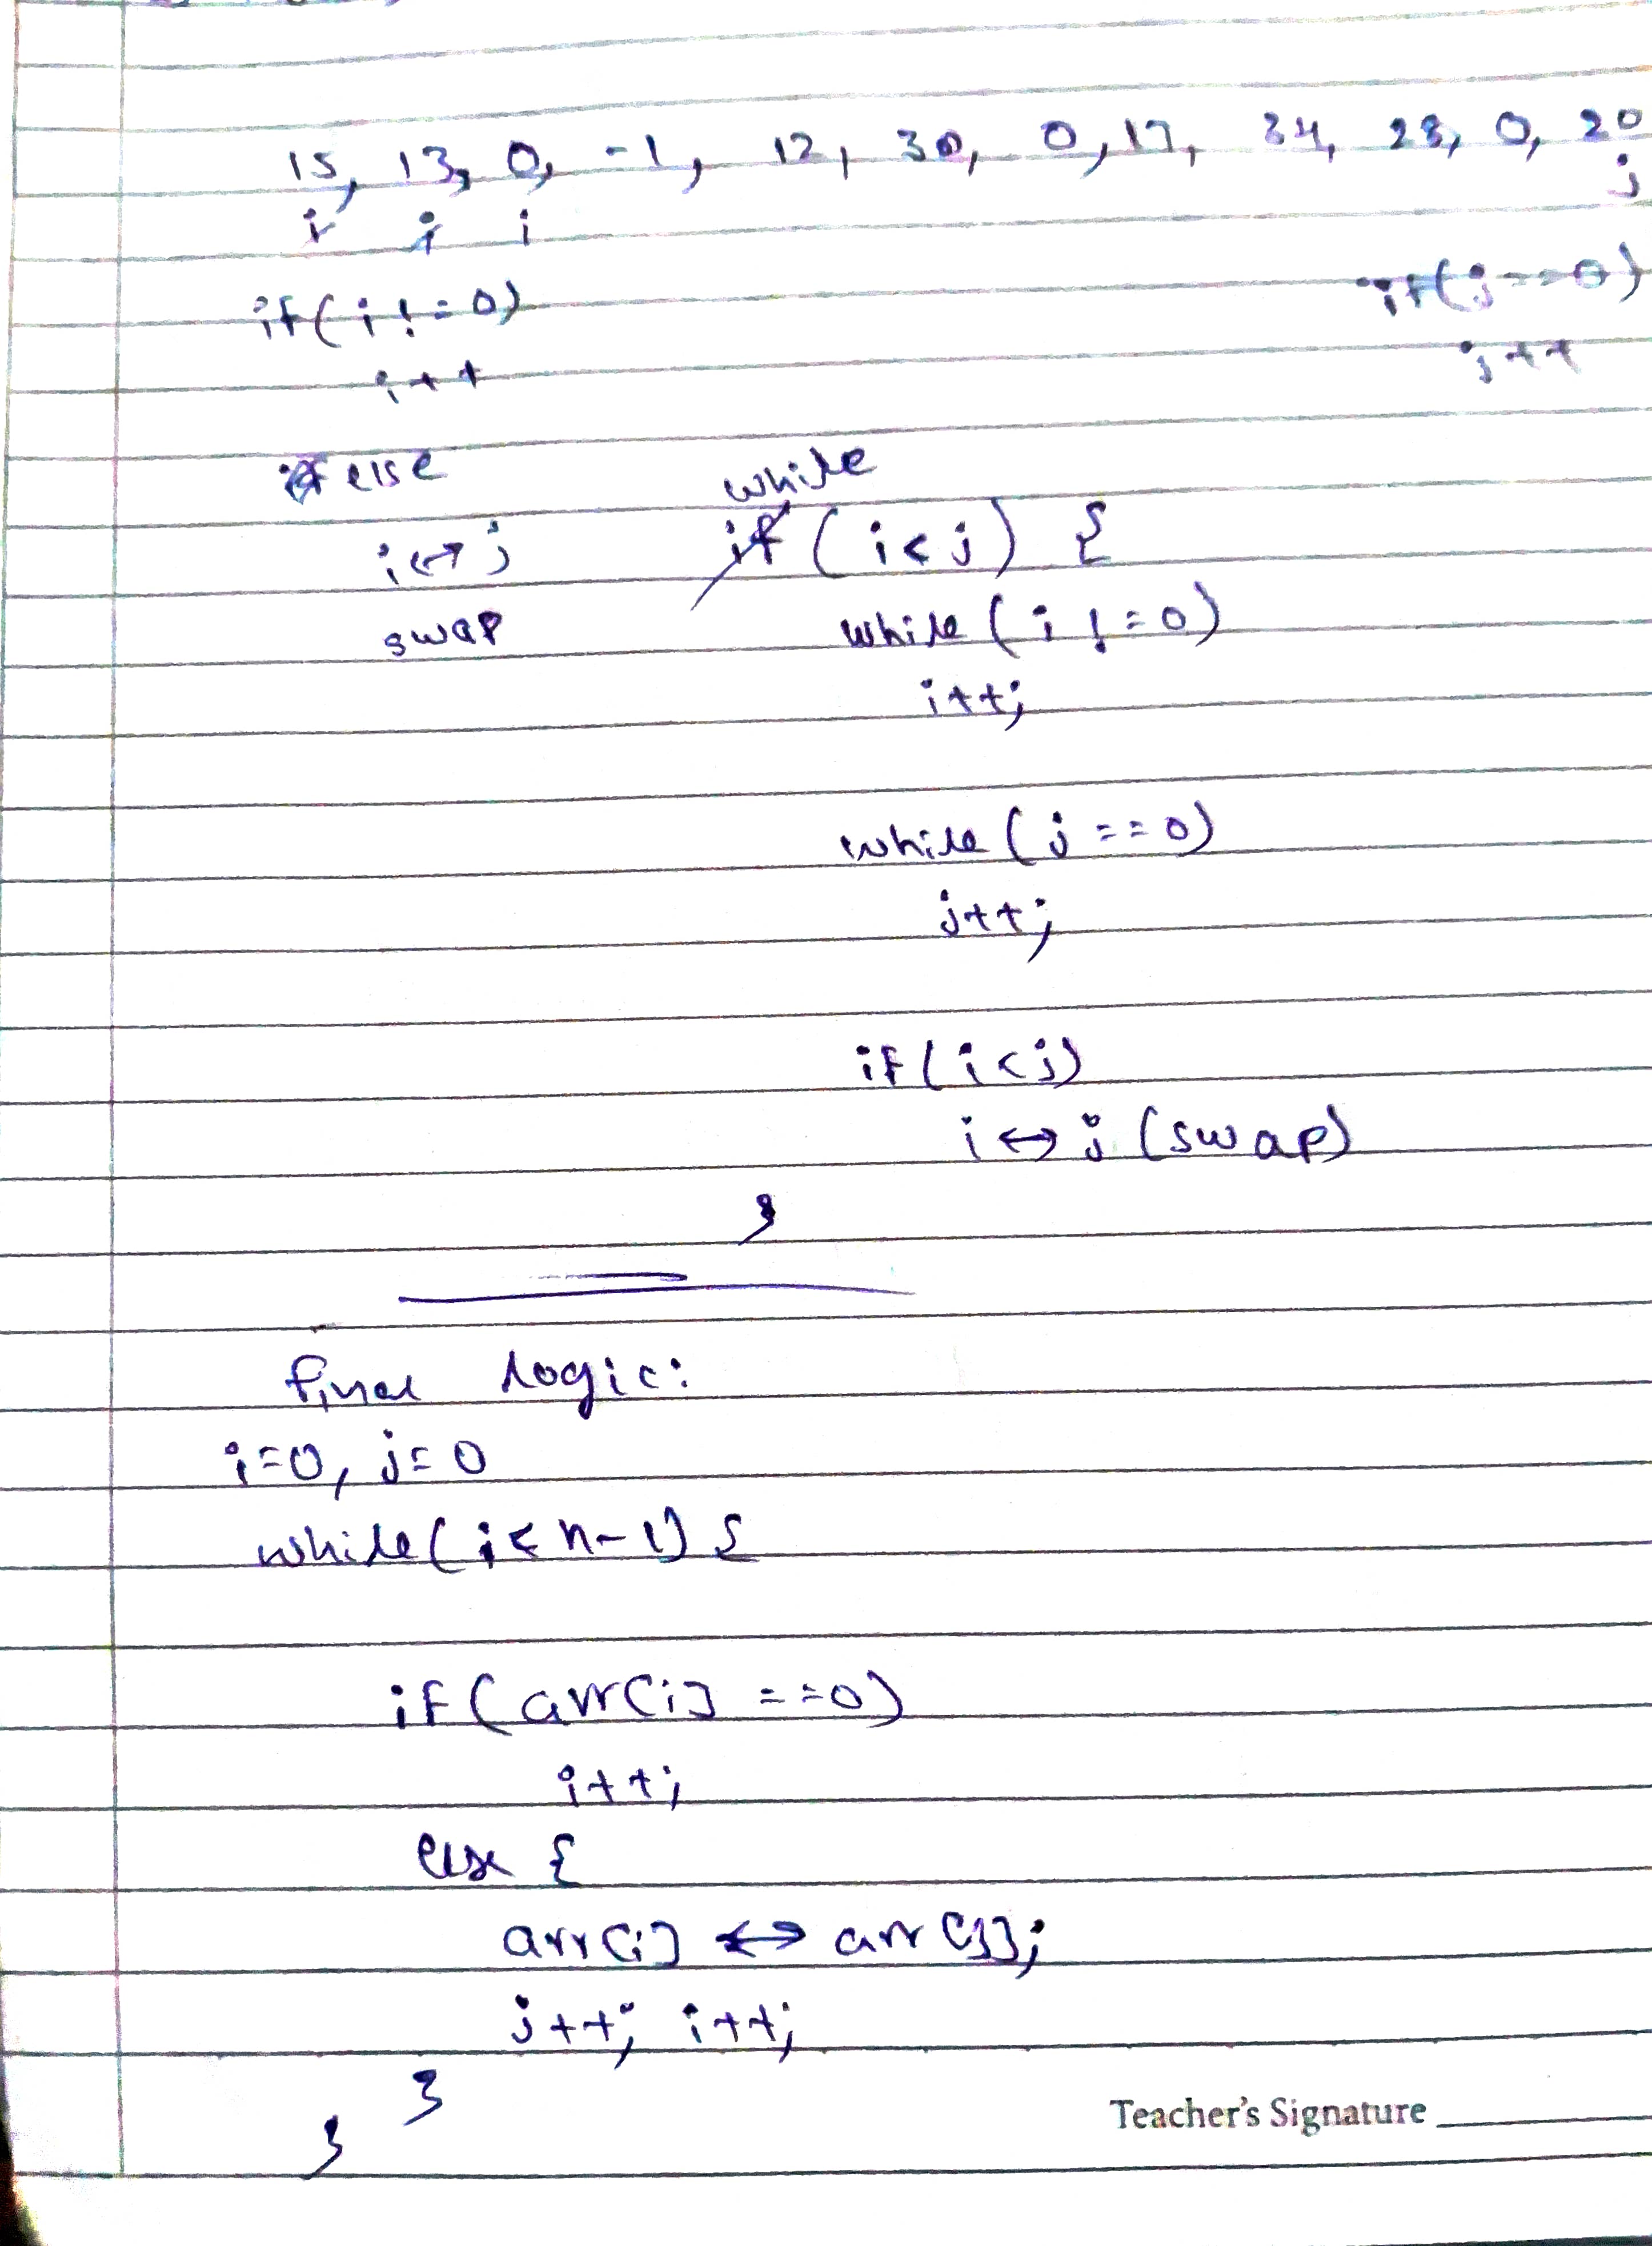 15, 13, 0, -1, 12, 30, 0, 17, 34, 23, 0, 20
i i i j
if(i!=0) if(j==0)
i++ j++
else while
i↔j if (i<j) {
swap while (i!=0)
i++;
while (j==0)
j++;
if(i<j)
i↔j (swap)
}
final logic:
i=0, j=0
while(i≤n-1){
if(arr[i]==0)
i++;
else {
arr[i] ↔ arr[j];
j++; i++;
}
}
Teacher's Signature